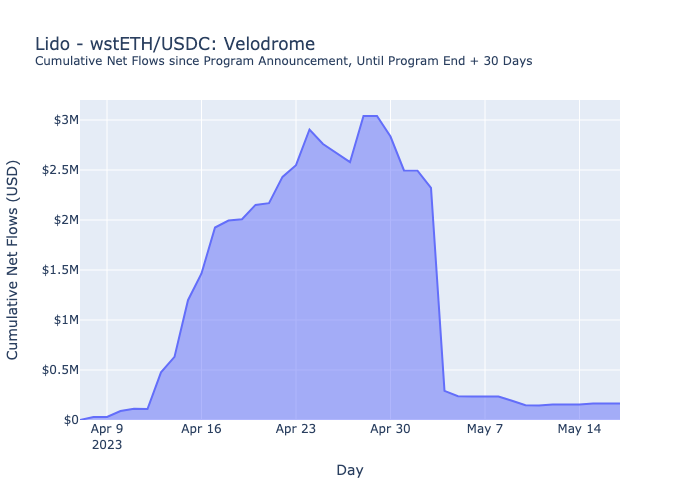 Lido - wstETH/USDC: Velodrome
Cumulative Net Flows since Program Announcement, Until Program End + 30 Days
Cumulative Net Flows (USD)
$3M
$2.5M
$2M
$1.5M
$1M
$0.5M
$0
Apr 9 Apr 16 Apr 23 Apr 30 May 7 May 14
2023
Day